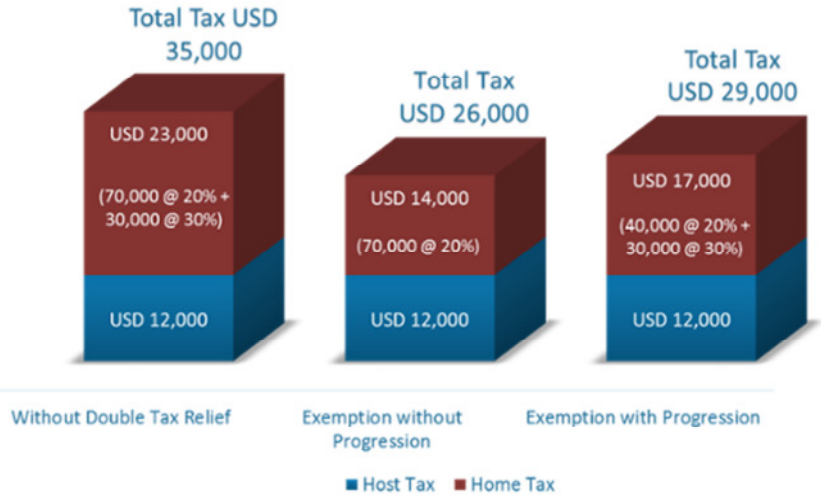 Total Tax USD
35,000
USD 23,000
(70,000 @ 20% +
30,000 @ 30%)
USD 12,000
Total Tax
USD 26,000
USD 14,000
(70,000 @ 20%)
USD 12,000
Total Tax
USD 29,000
USD 17,000
(40,000 @ 20% +
30,000 @ 30%)
USD 12,000
Without Double Tax Relief
Exemption without
Progression
Exemption with Progression
Host Tax
Home Tax